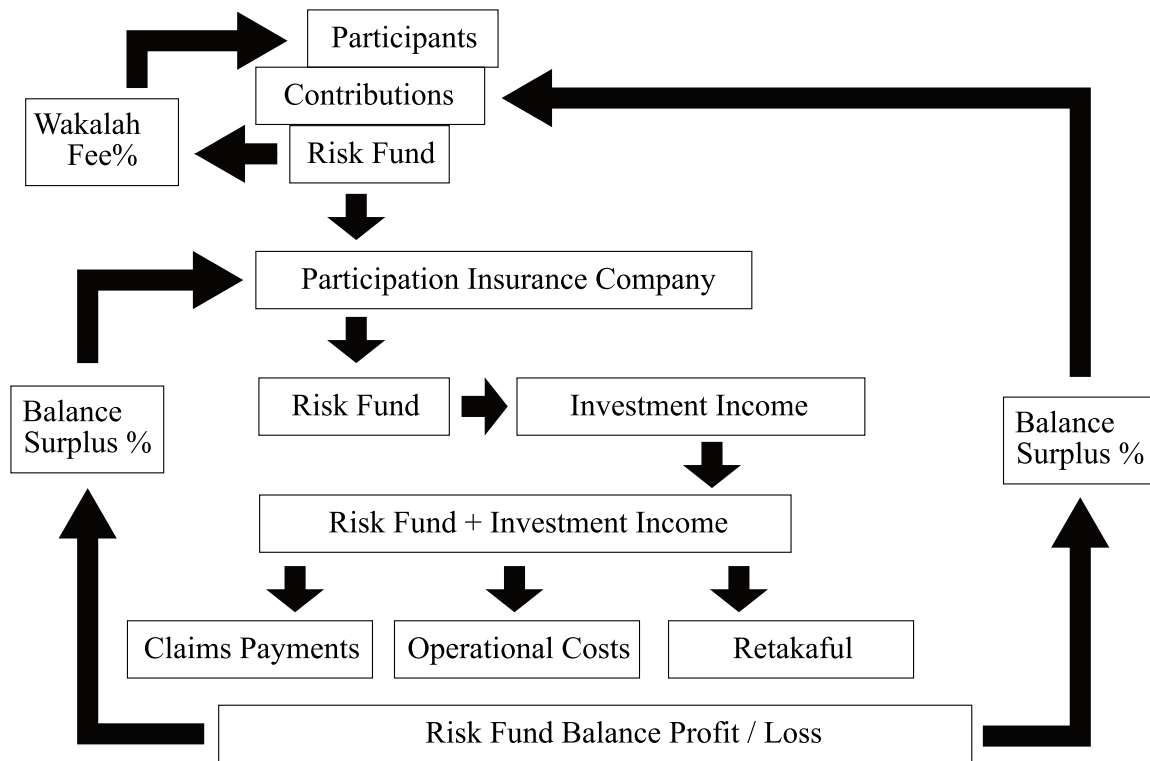 Participants
Contributions
Wakalah
Fee%
Risk Fund
Participation Insurance Company
Risk Fund
Investment Income
Balance
Surplus %
Balance
Surplus %
Risk Fund + Investment Income
Claims Payments
Operational Costs
Retakaful
Risk Fund Balance Profit / Loss